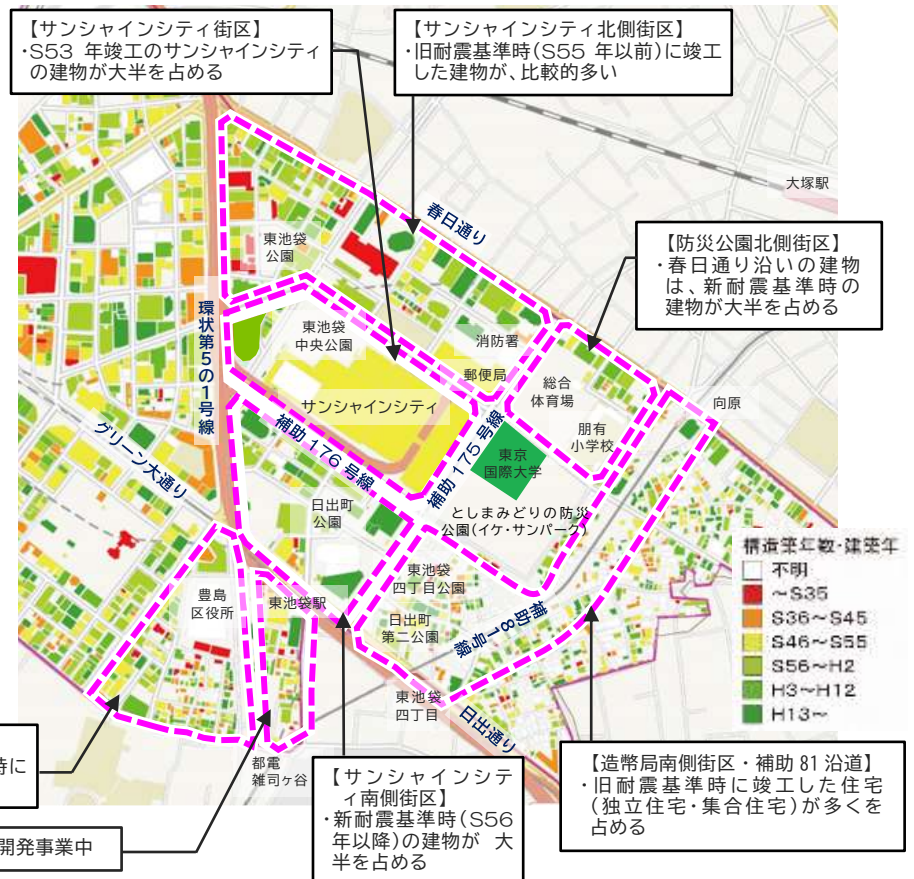 【サンシャインシティ街区】
・S53 年竣工のサンシャインシティ
の建物が大半を占める
【サンシャインシティ北側街区】
・旧耐震基準時(S55 年以前)に竣工
した建物が、比較的多い
大塚駅
春日通り
【防災公園北側街区】
・春日通り沿いの建物
は、新耐震基準時の
建物が大半を占める
東池袋
公園
環状第5の1号線
東池袋
中央公園
消防署
郵便局
総合
体育場
サンシャインシティ
向原
朋有
小学校
グリーン大通り
補助 176 号線
補助 175 号線
東京
国際大学
日出町
公園
としまみどりの防災
公園(イケ・サンパーク)
構造築年数・建築年
不明
～S35
S36～S45
S46～S55
S56～H2
H3～H12
H13～
東池袋
四丁目公園
豊島
区役所
東池袋駅
日出町
第二公園
補助81号線
東池袋
四丁目
日出通り
時に
都電
雑司ヶ谷
開発事業中
【サンシャインシテ
ィ南側街区】
・新耐震基準時(S56
年以降)の建物が 大
半を占める
【造幣局南側街区・補助 81 沿道】
・旧耐震基準時に竣工した住宅
(独立住宅・集合住宅)が多くを
占める